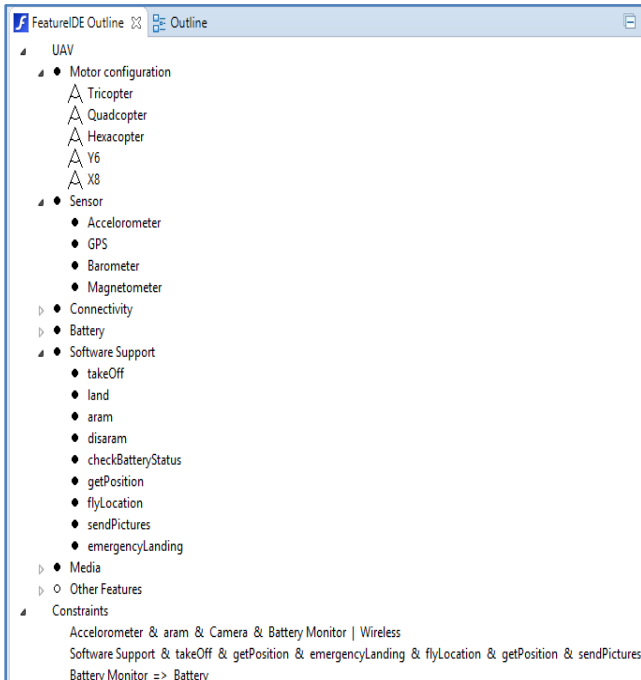 FeatureIDE Outline Outline
UAV
Motor configuration
Tricopter
Quadcopter
Hexacopter
Y6
X8
Sensor
Accelorometer
GPS
Barometer
Magnetometer
Connectivity
Battery
Software Support
takeOff
land
aram
disaram
checkBatteryStatus
getPosition
flyLocation
sendPictures
emergencyLanding
Media
Other Features
Constraints
Accelorometer & aram & Camera & Battery Monitor | Wireless
Software Support & takeOff & getPosition & emergencyLanding & flyLocation & getPosition & sendPictures
Battery Monitor => Battery